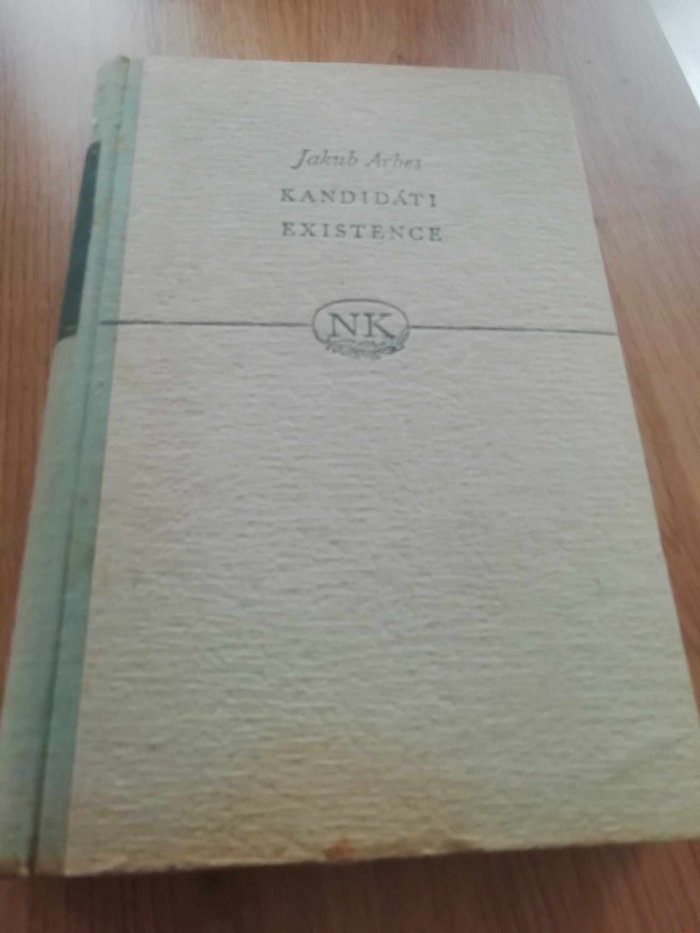 Jakub Arbes
KANDIDÁTI
EXISTENCE
NK